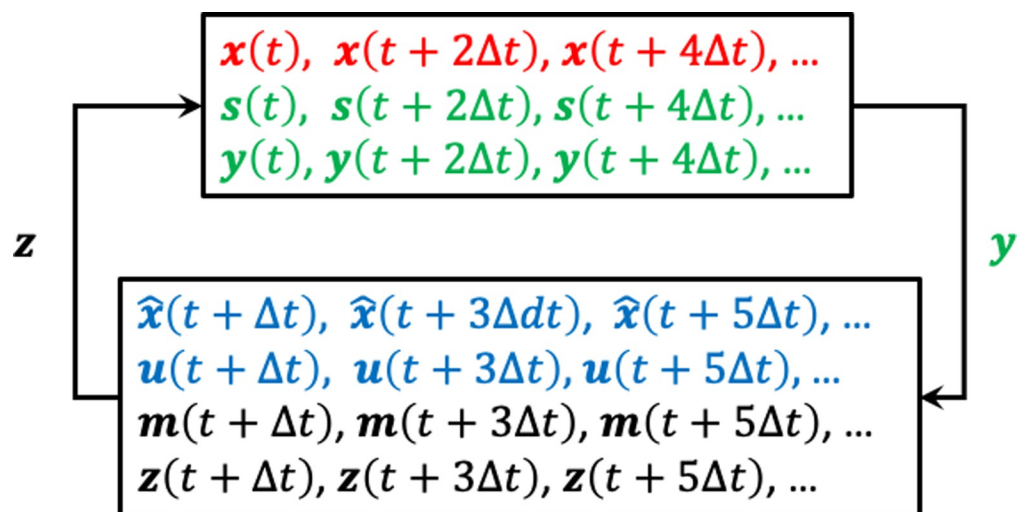 x(t), x(t + 2Δt), x(t + 4Δt), ...
s(t), s(t + 2Δt), s(t + 4Δt), ...
y(t), y(t + 2Δt), y(t + 4Δt), ...
z
y
x̂(t + Δt), x̂(t + 3Δdt), x̂(t + 5Δt), ...
u(t + Δt), u(t + 3Δt), u(t + 5Δt), ...
m(t + Δt), m(t + 3Δt), m(t + 5Δt), ...
z(t + Δt), z(t + 3Δt), z(t + 5Δt), ...